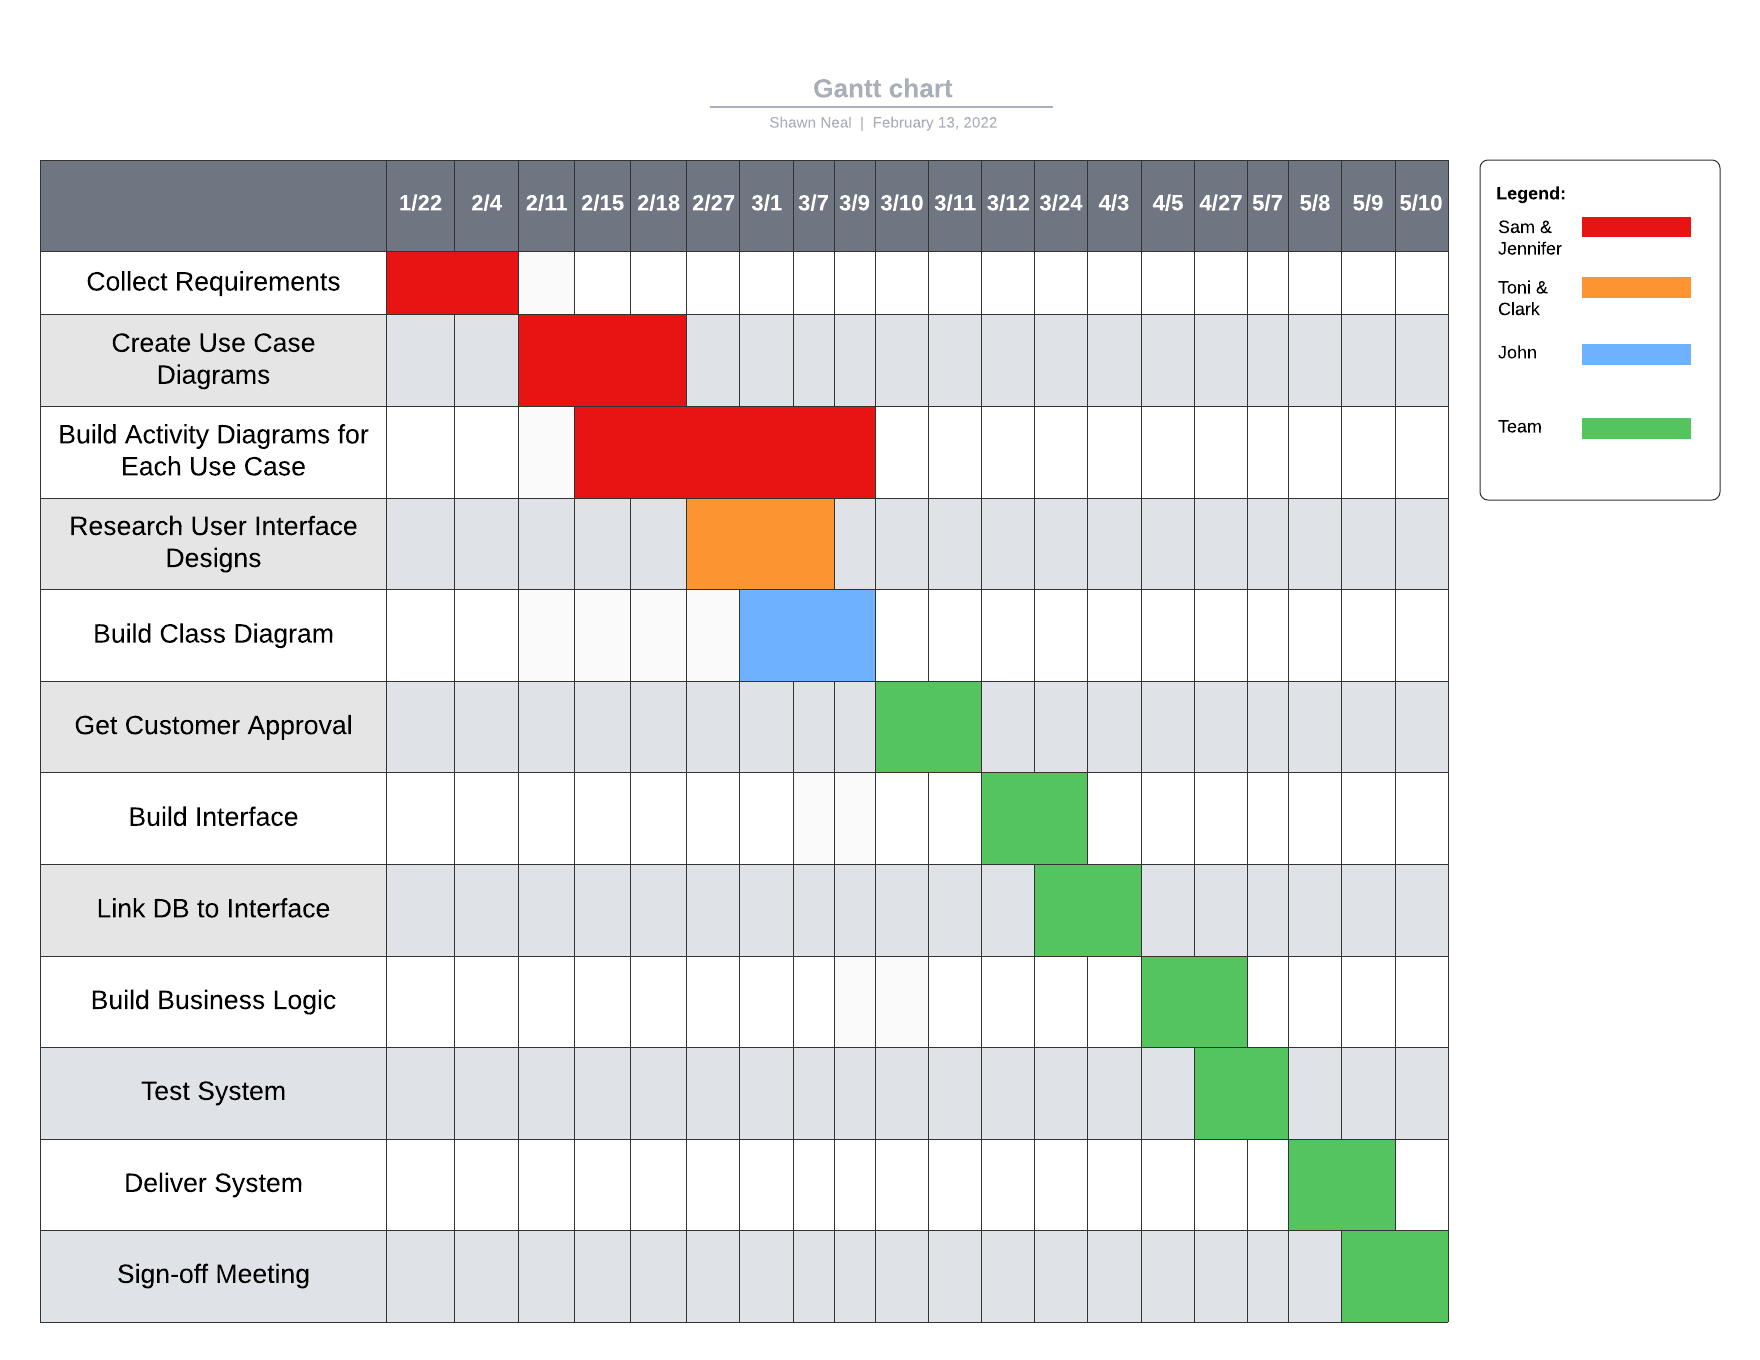 Gantt chart
Shawn Neal | February 13, 2022
1/22 2/4 2/11 2/15 2/18 2/27 3/1 3/7 3/9 3/10 3/11 3/12 3/24 4/3 4/5 4/27 5/7 5/8 5/9 5/10
Collect Requirements
Create Use Case
Diagrams
Build Activity Diagrams for
Each Use Case
Research User Interface
Designs
Build Class Diagram
Get Customer Approval
Build Interface
Link DB to Interface
Build Business Logic
Test System
Deliver System
Sign-off Meeting
Legend:
Sam &
Jennifer
Toni &
Clark
John
Team